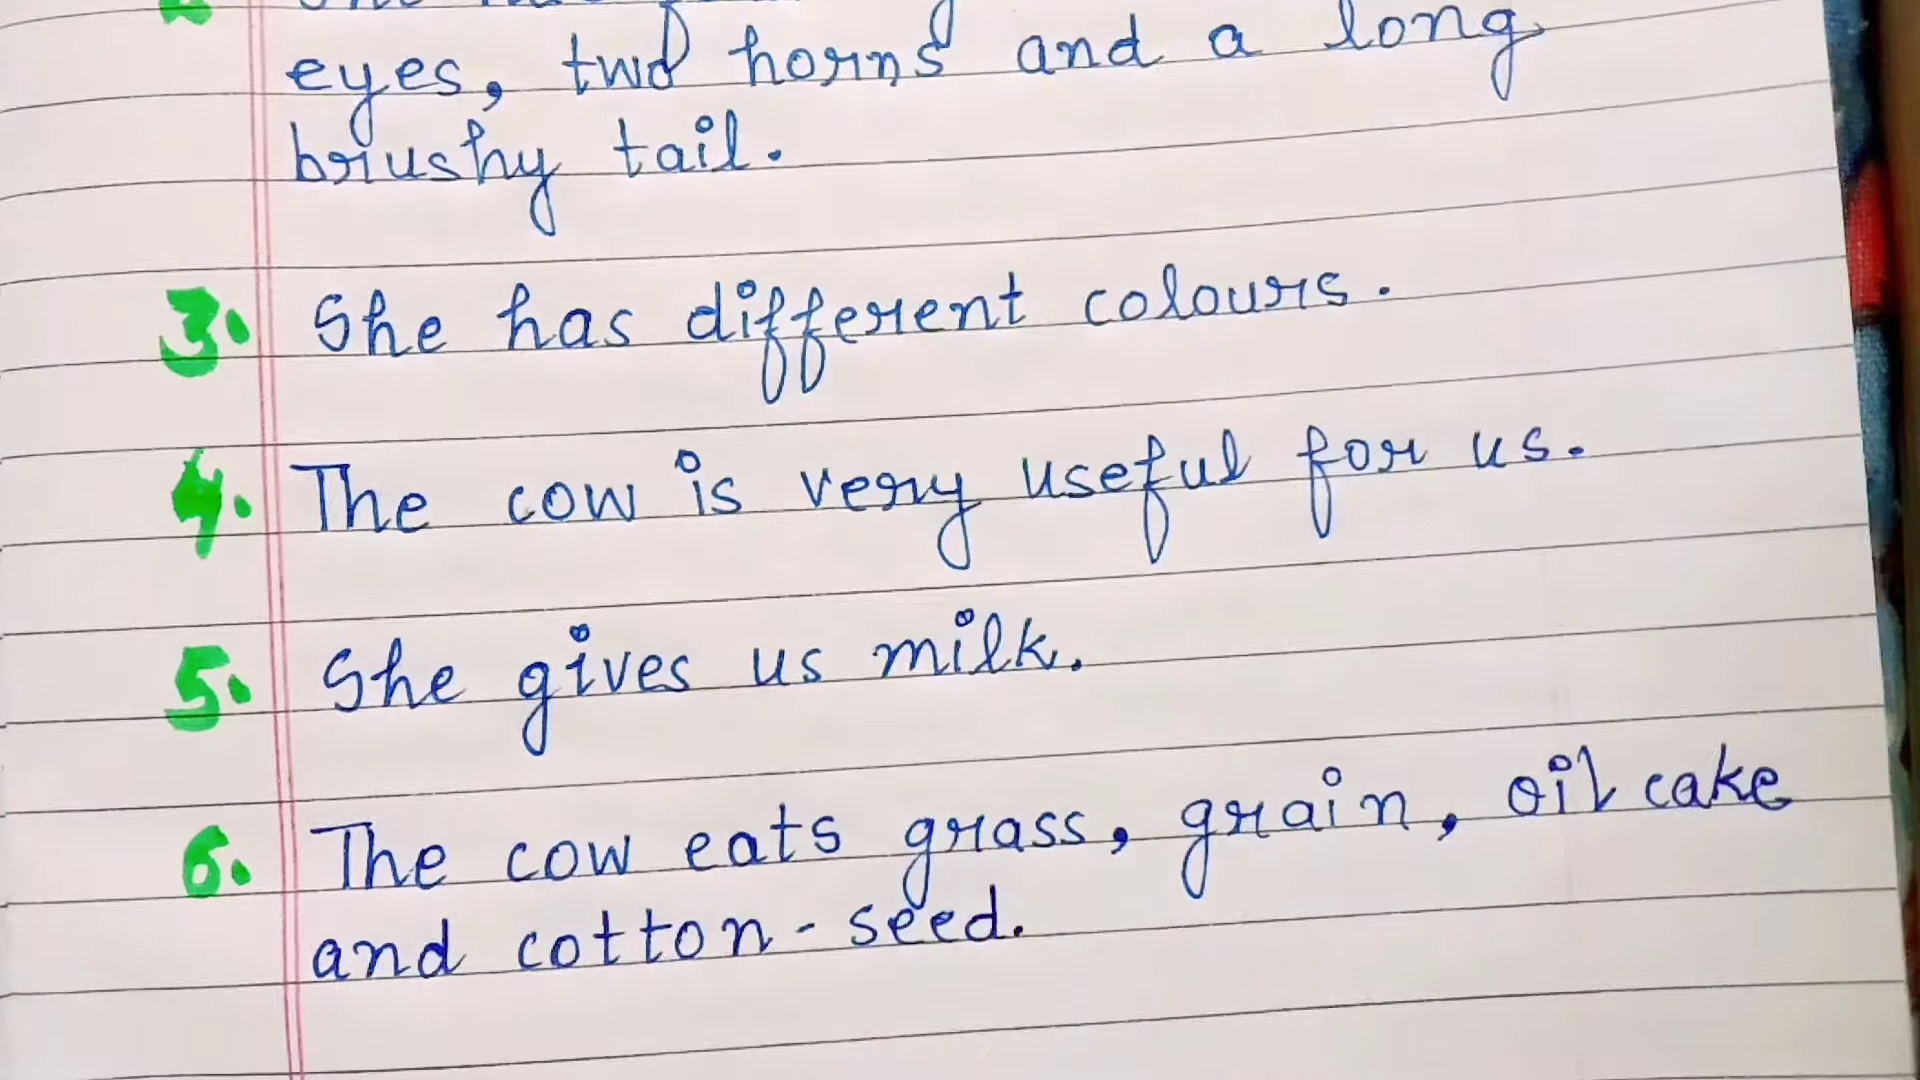 eyes, two horns and a long
brushy tail.
3. She has different colours.
4. The cow is very useful for us.
5. She gives us milk.
6. The cow eats grass, grain, oil cake
and cotton-seed.